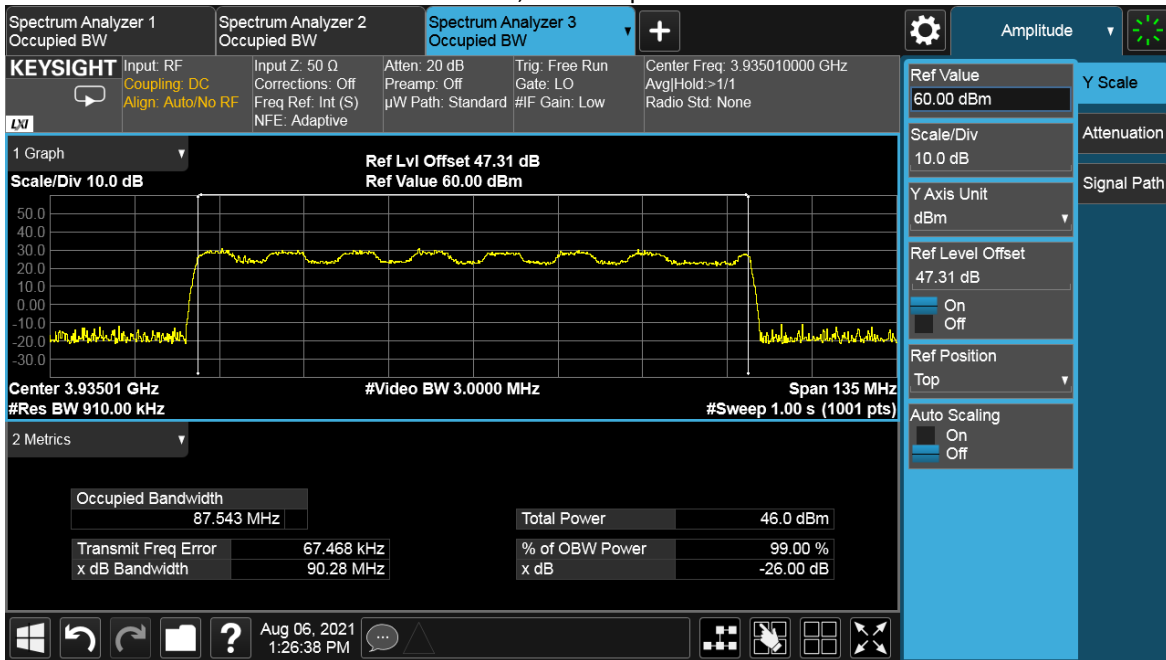 Spectrum Analyzer 1
Occupied BW
Spectrum Analyzer 2
Occupied BW
Spectrum Analyzer 3
Occupied BW
Amplitude
KEYSIGHT
LXI
Input: RF
Coupling: DC
Align: Auto/No RF
Input Z: 50 Ω
Corrections: Off
Freq Ref: Int (S)
NFE: Adaptive
Atten: 20 dB
Preamp: Off
µW Path: Standard
Trig: Free Run
Gate: LO
#IF Gain: Low
Center Freq: 3.935010000 GHz
Avg|Hold:>1/1
Radio Std: None
1 Graph
Scale/Div 10.0 dB
Ref Lvl Offset 47.31 dB
Ref Value 60.00 dBm
50.0
40.0
30.0
20.0
10.0
0.00
-10.0
-20.0
-30.0
Center 3.93501 GHz
#Res BW 910.00 kHz
#Video BW 3.0000 MHz
Span 135 MHz
#Sweep 1.00 s (1001 pts)
2 Metrics
Occupied Bandwidth
87.543 MHz
Transmit Freq Error 67.468 kHz
x dB Bandwidth 90.28 MHz
Total Power 46.0 dBm
% of OBW Power 99.00 %
x dB -26.00 dB
Ref Value
60.00 dBm
Scale/Div
10.0 dB
Y Axis Unit
dBm
Ref Level Offset
47.31 dB
On
Off
Ref Position
Top
Auto Scaling
On
Off
Y Scale
Attenuation
Signal Path
?
Aug 06, 2021
1:26:38 PM